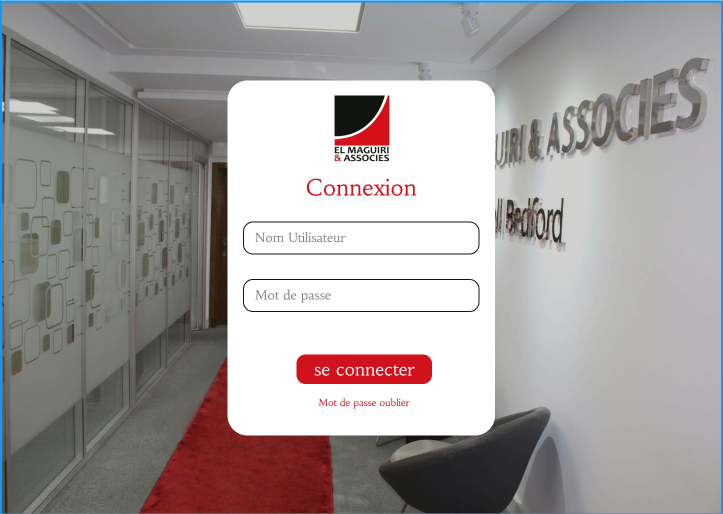 EL MAGUIRI
& ASSOCIES
Connexion
Nom Utilisateur
Mot de passe
se connecter
Mot de passe oublier
UIRI & ASSOCIES
Bedford